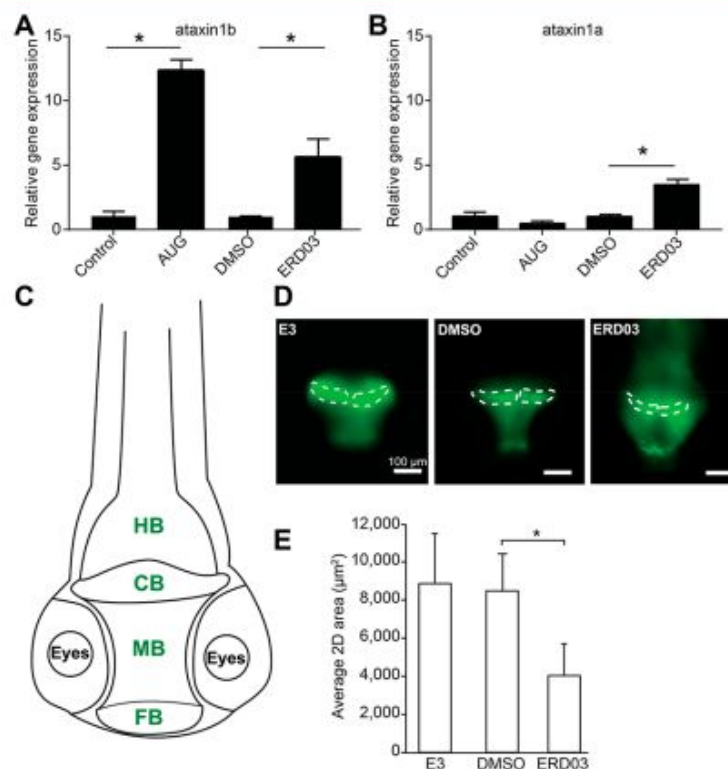 A
ataxin1b
Relative gene expression
15
10
5
0
*
*
Control
AUG
DMSO
ERD03
B
ataxin1a
Relative gene expression
15
10
5
0
*
Control
AUG
DMSO
ERD03
C
HB
CB
MB
Eyes
Eyes
FB
D
E3
100 µm
DMSO
ERD03
E
Average 2D area (µm²)
12,000
10,000
8,000
6,000
4,000
2,000
0
*
E3
DMSO
ERD03